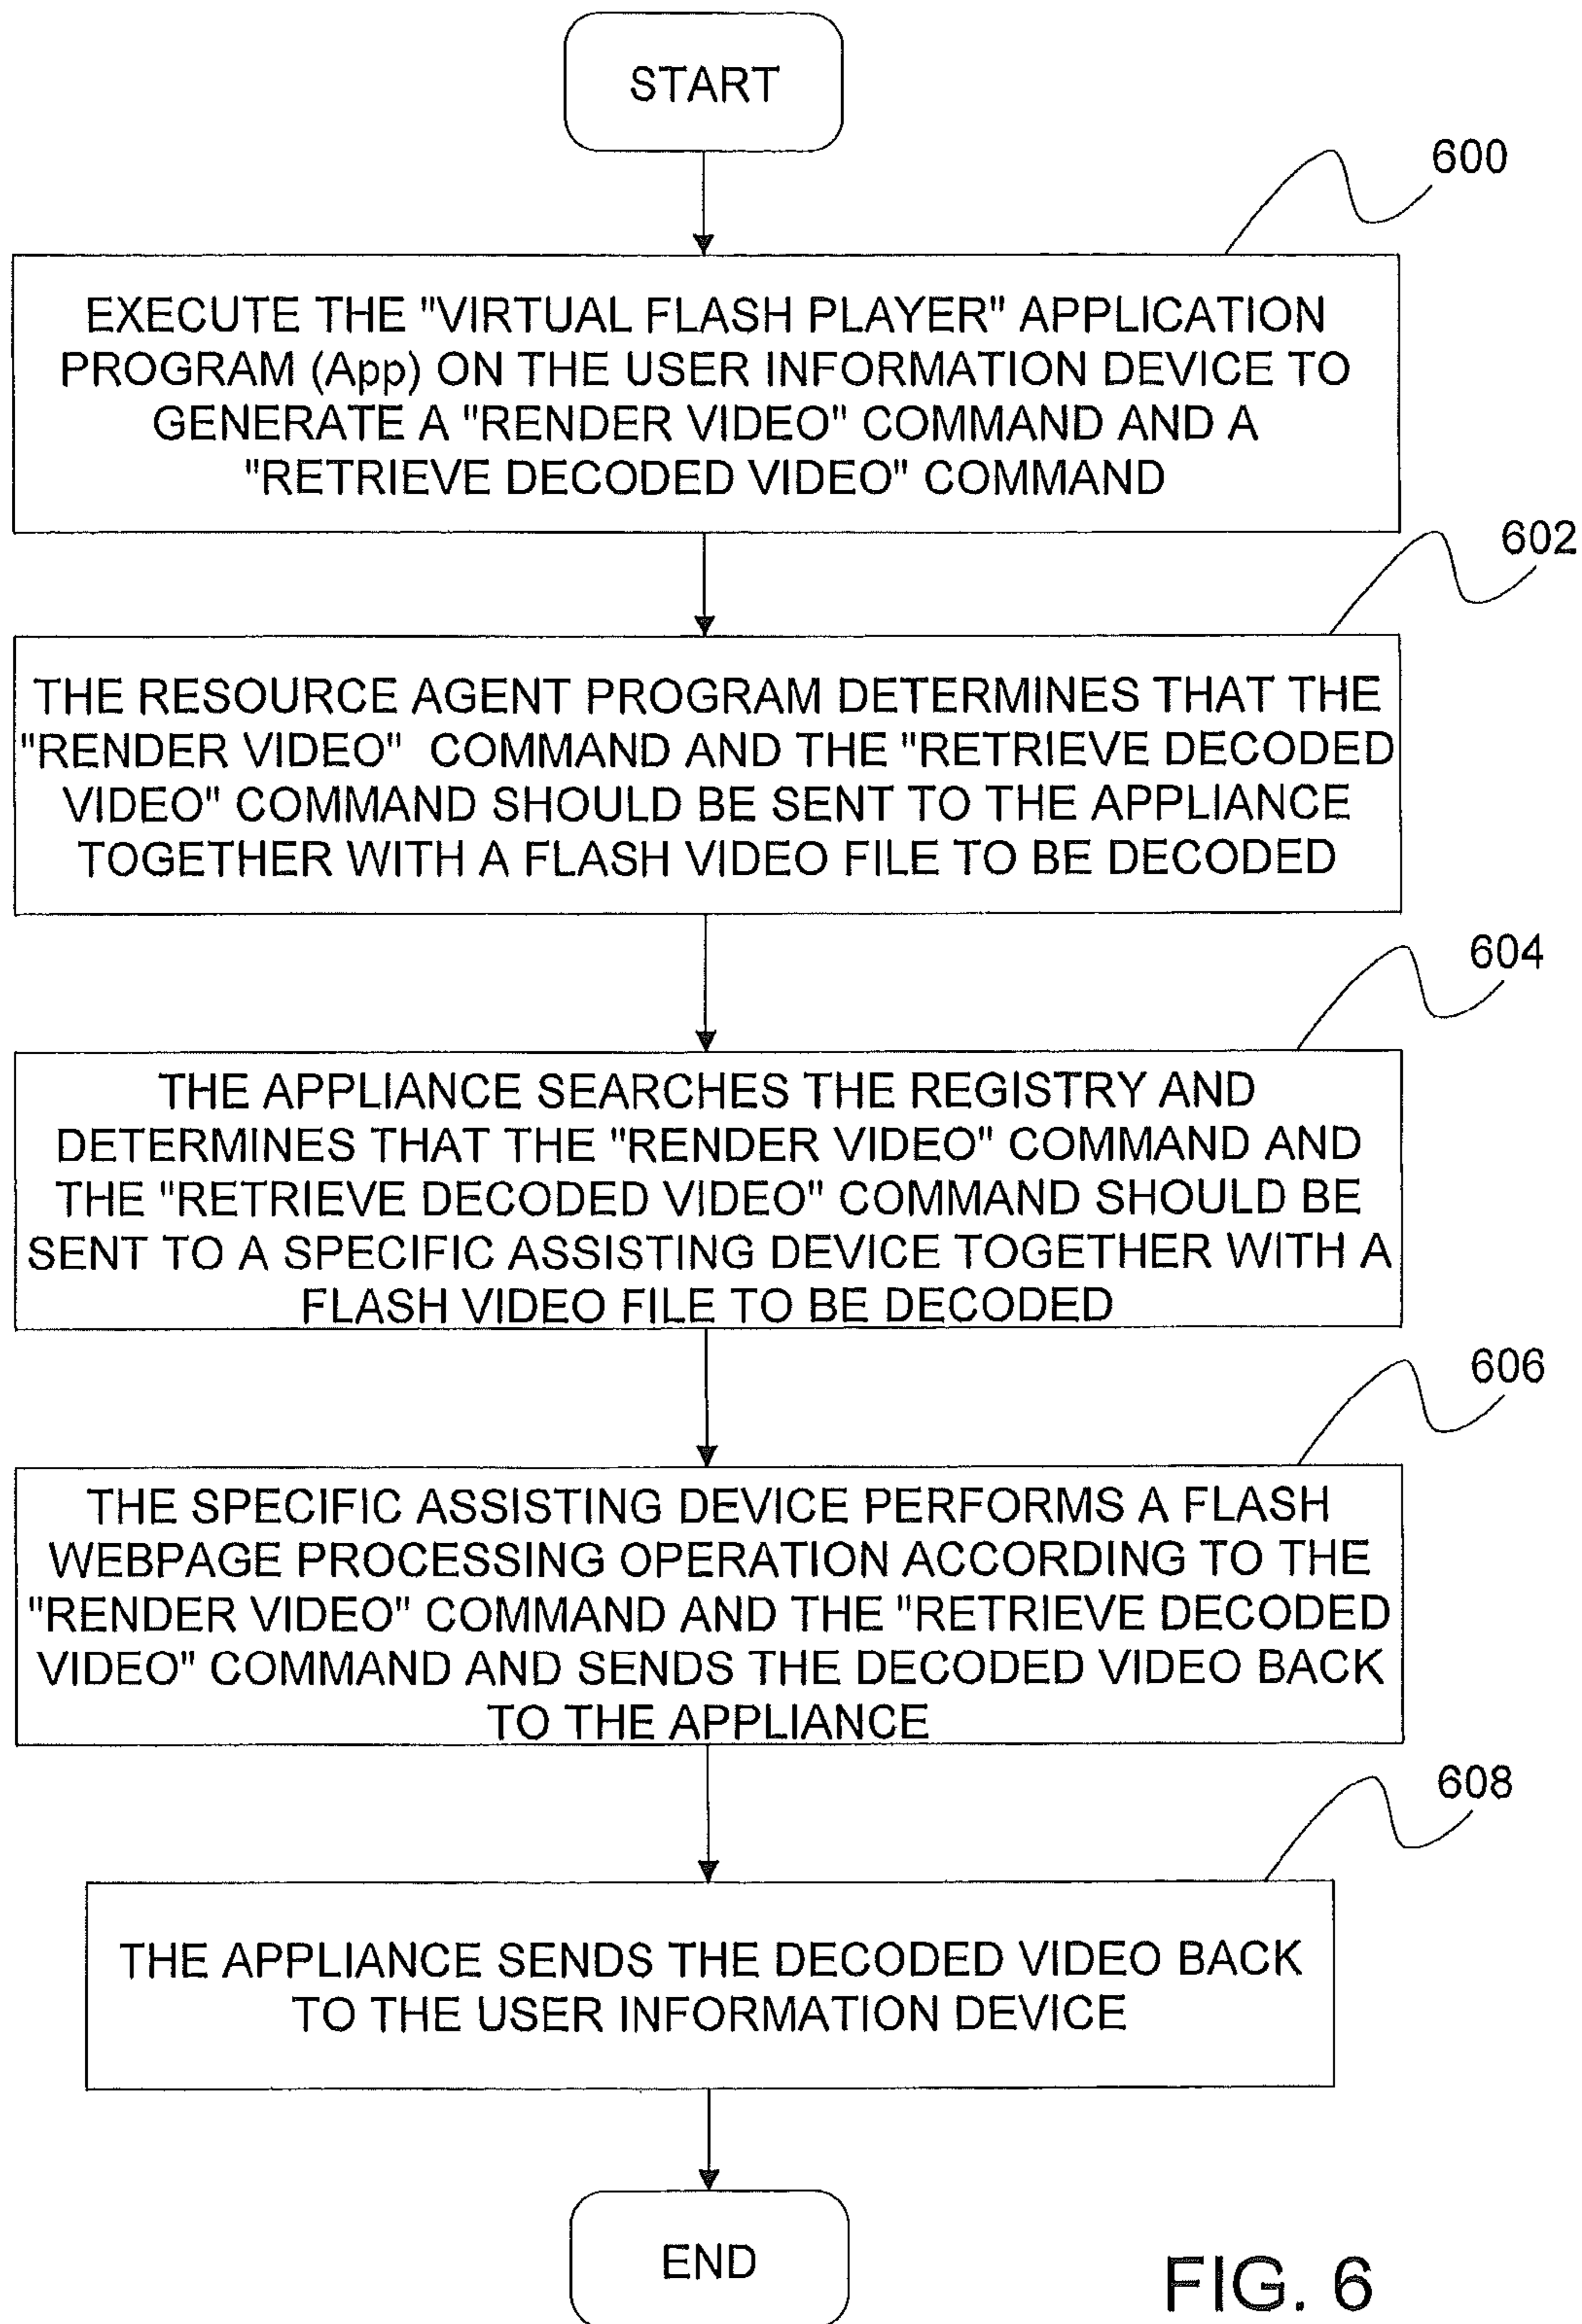 START
600
EXECUTE THE "VIRTUAL FLASH PLAYER" APPLICATION
PROGRAM (App) ON THE USER INFORMATION DEVICE TO
GENERATE A "RENDER VIDEO" COMMAND AND A
"RETRIEVE DECODED VIDEO" COMMAND
602
THE RESOURCE AGENT PROGRAM DETERMINES THAT THE
"RENDER VIDEO" COMMAND AND THE "RETRIEVE DECODED
VIDEO" COMMAND SHOULD BE SENT TO THE APPLIANCE
TOGETHER WITH A FLASH VIDEO FILE TO BE DECODED
604
THE APPLIANCE SEARCHES THE REGISTRY AND
DETERMINES THAT THE "RENDER VIDEO" COMMAND AND
THE "RETRIEVE DECODED VIDEO" COMMAND SHOULD BE
SENT TO A SPECIFIC ASSISTING DEVICE TOGETHER WITH A
FLASH VIDEO FILE TO BE DECODED
606
THE SPECIFIC ASSISTING DEVICE PERFORMS A FLASH
WEBPAGE PROCESSING OPERATION ACCORDING TO THE
"RENDER VIDEO" COMMAND AND THE "RETRIEVE DECODED
VIDEO" COMMAND AND SENDS THE DECODED VIDEO BACK
TO THE APPLIANCE
608
THE APPLIANCE SENDS THE DECODED VIDEO BACK
TO THE USER INFORMATION DEVICE
END
FIG. 6